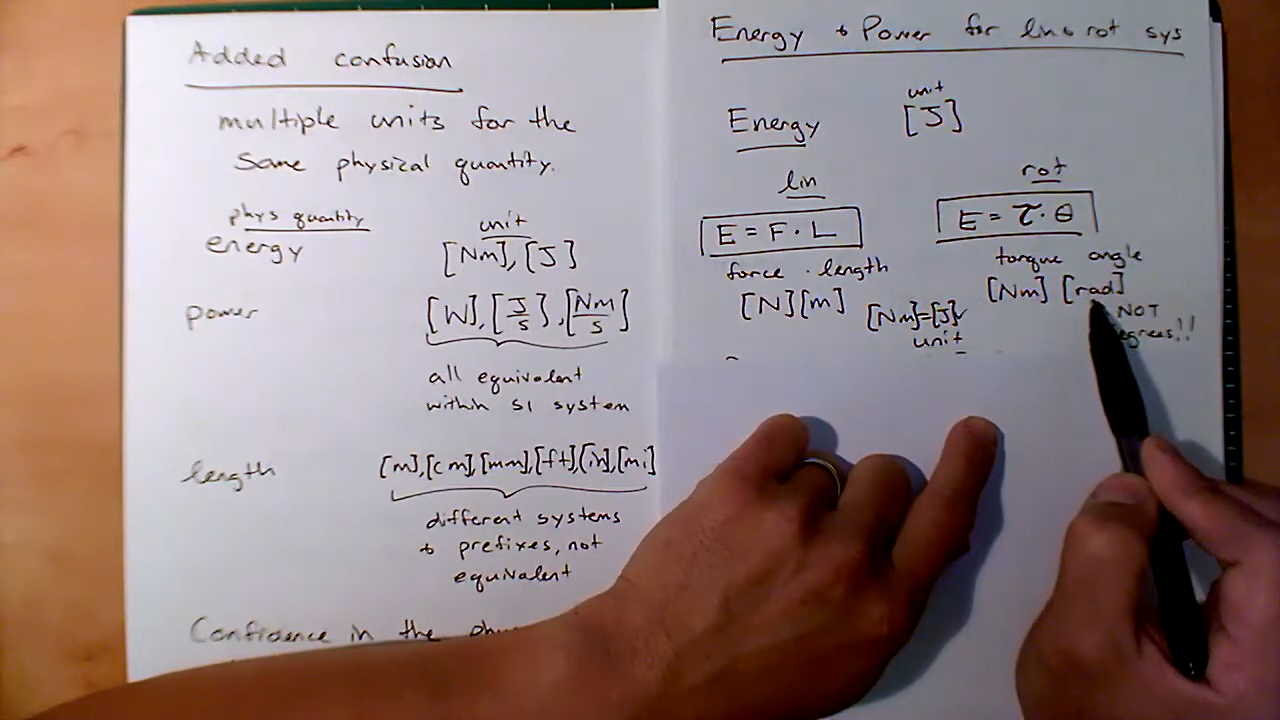 Added confusion
multiple units for the
same physical quantity.
phys quantity
unit
energy
[Nm], [J]
power
[W], [J/s], [Nm/s]
all equivalent
within SI system
length
[m],[cm],[mm],[ft],[in],[mi]
different systems
& prefixes, not
equivalent
Confidence in the
Energy & Power for lin & rot sys
unit
Energy
[J]
lin
rot
E = F · L
E = τ · θ
force · length
torque angle
[N][m]
[Nm] [rad]
[Nm]=[J]
NOT
unit